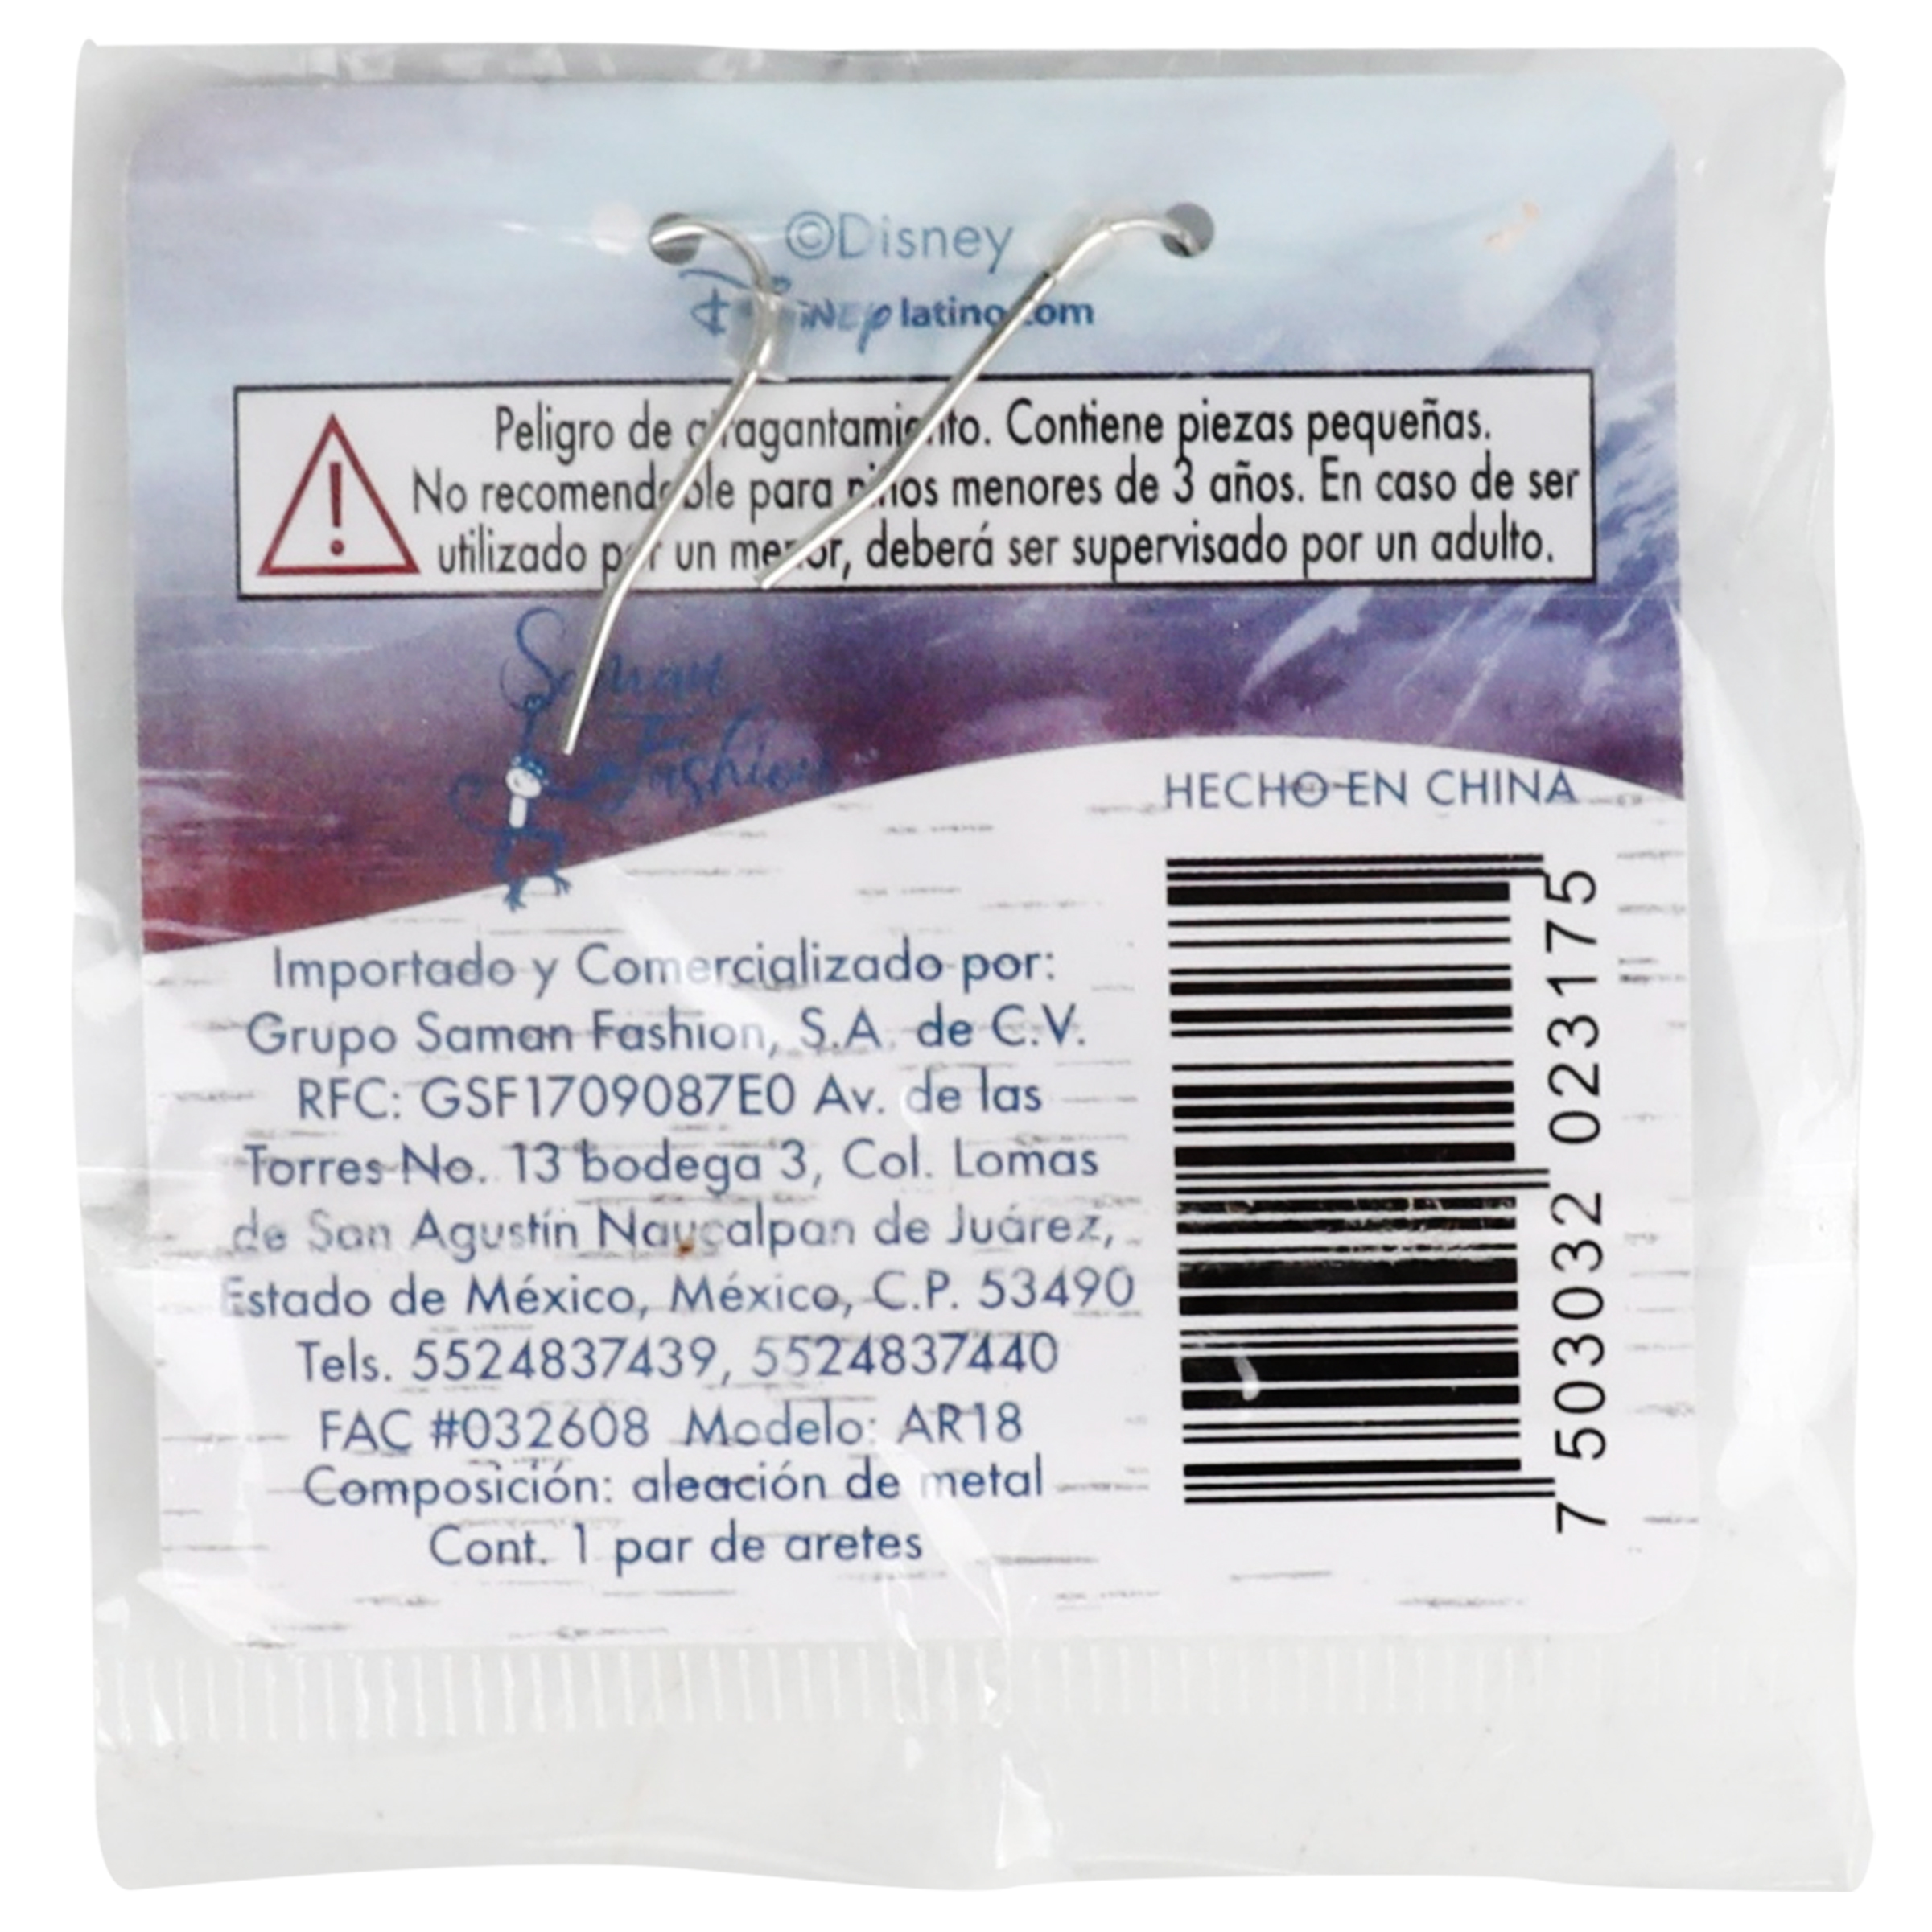 ©Disney
Disneylatino.com
Peligro de atragantamiento. Contiene piezas pequeñas.
No recomendable para niños menores de 3 años. En caso de ser
utilizado por un menor, deberá ser supervisado por un adulto.
Saman
Fashion
HECHO EN CHINA
Importado y Comercializado por:
Grupo Saman Fashion, S.A. de C.V.
RFC: GSF1709087E0 Av. de las
Torres No. 13 bodega 3, Col. Lomas
de San Agustín Naucalpan de Juárez,
Estado de México, México, C.P. 53490
Tels. 5524837439, 5524837440
FAC #032608 Modelo: AR18
Composición: aleación de metal
Cont. 1 par de aretes
7 503032 023175